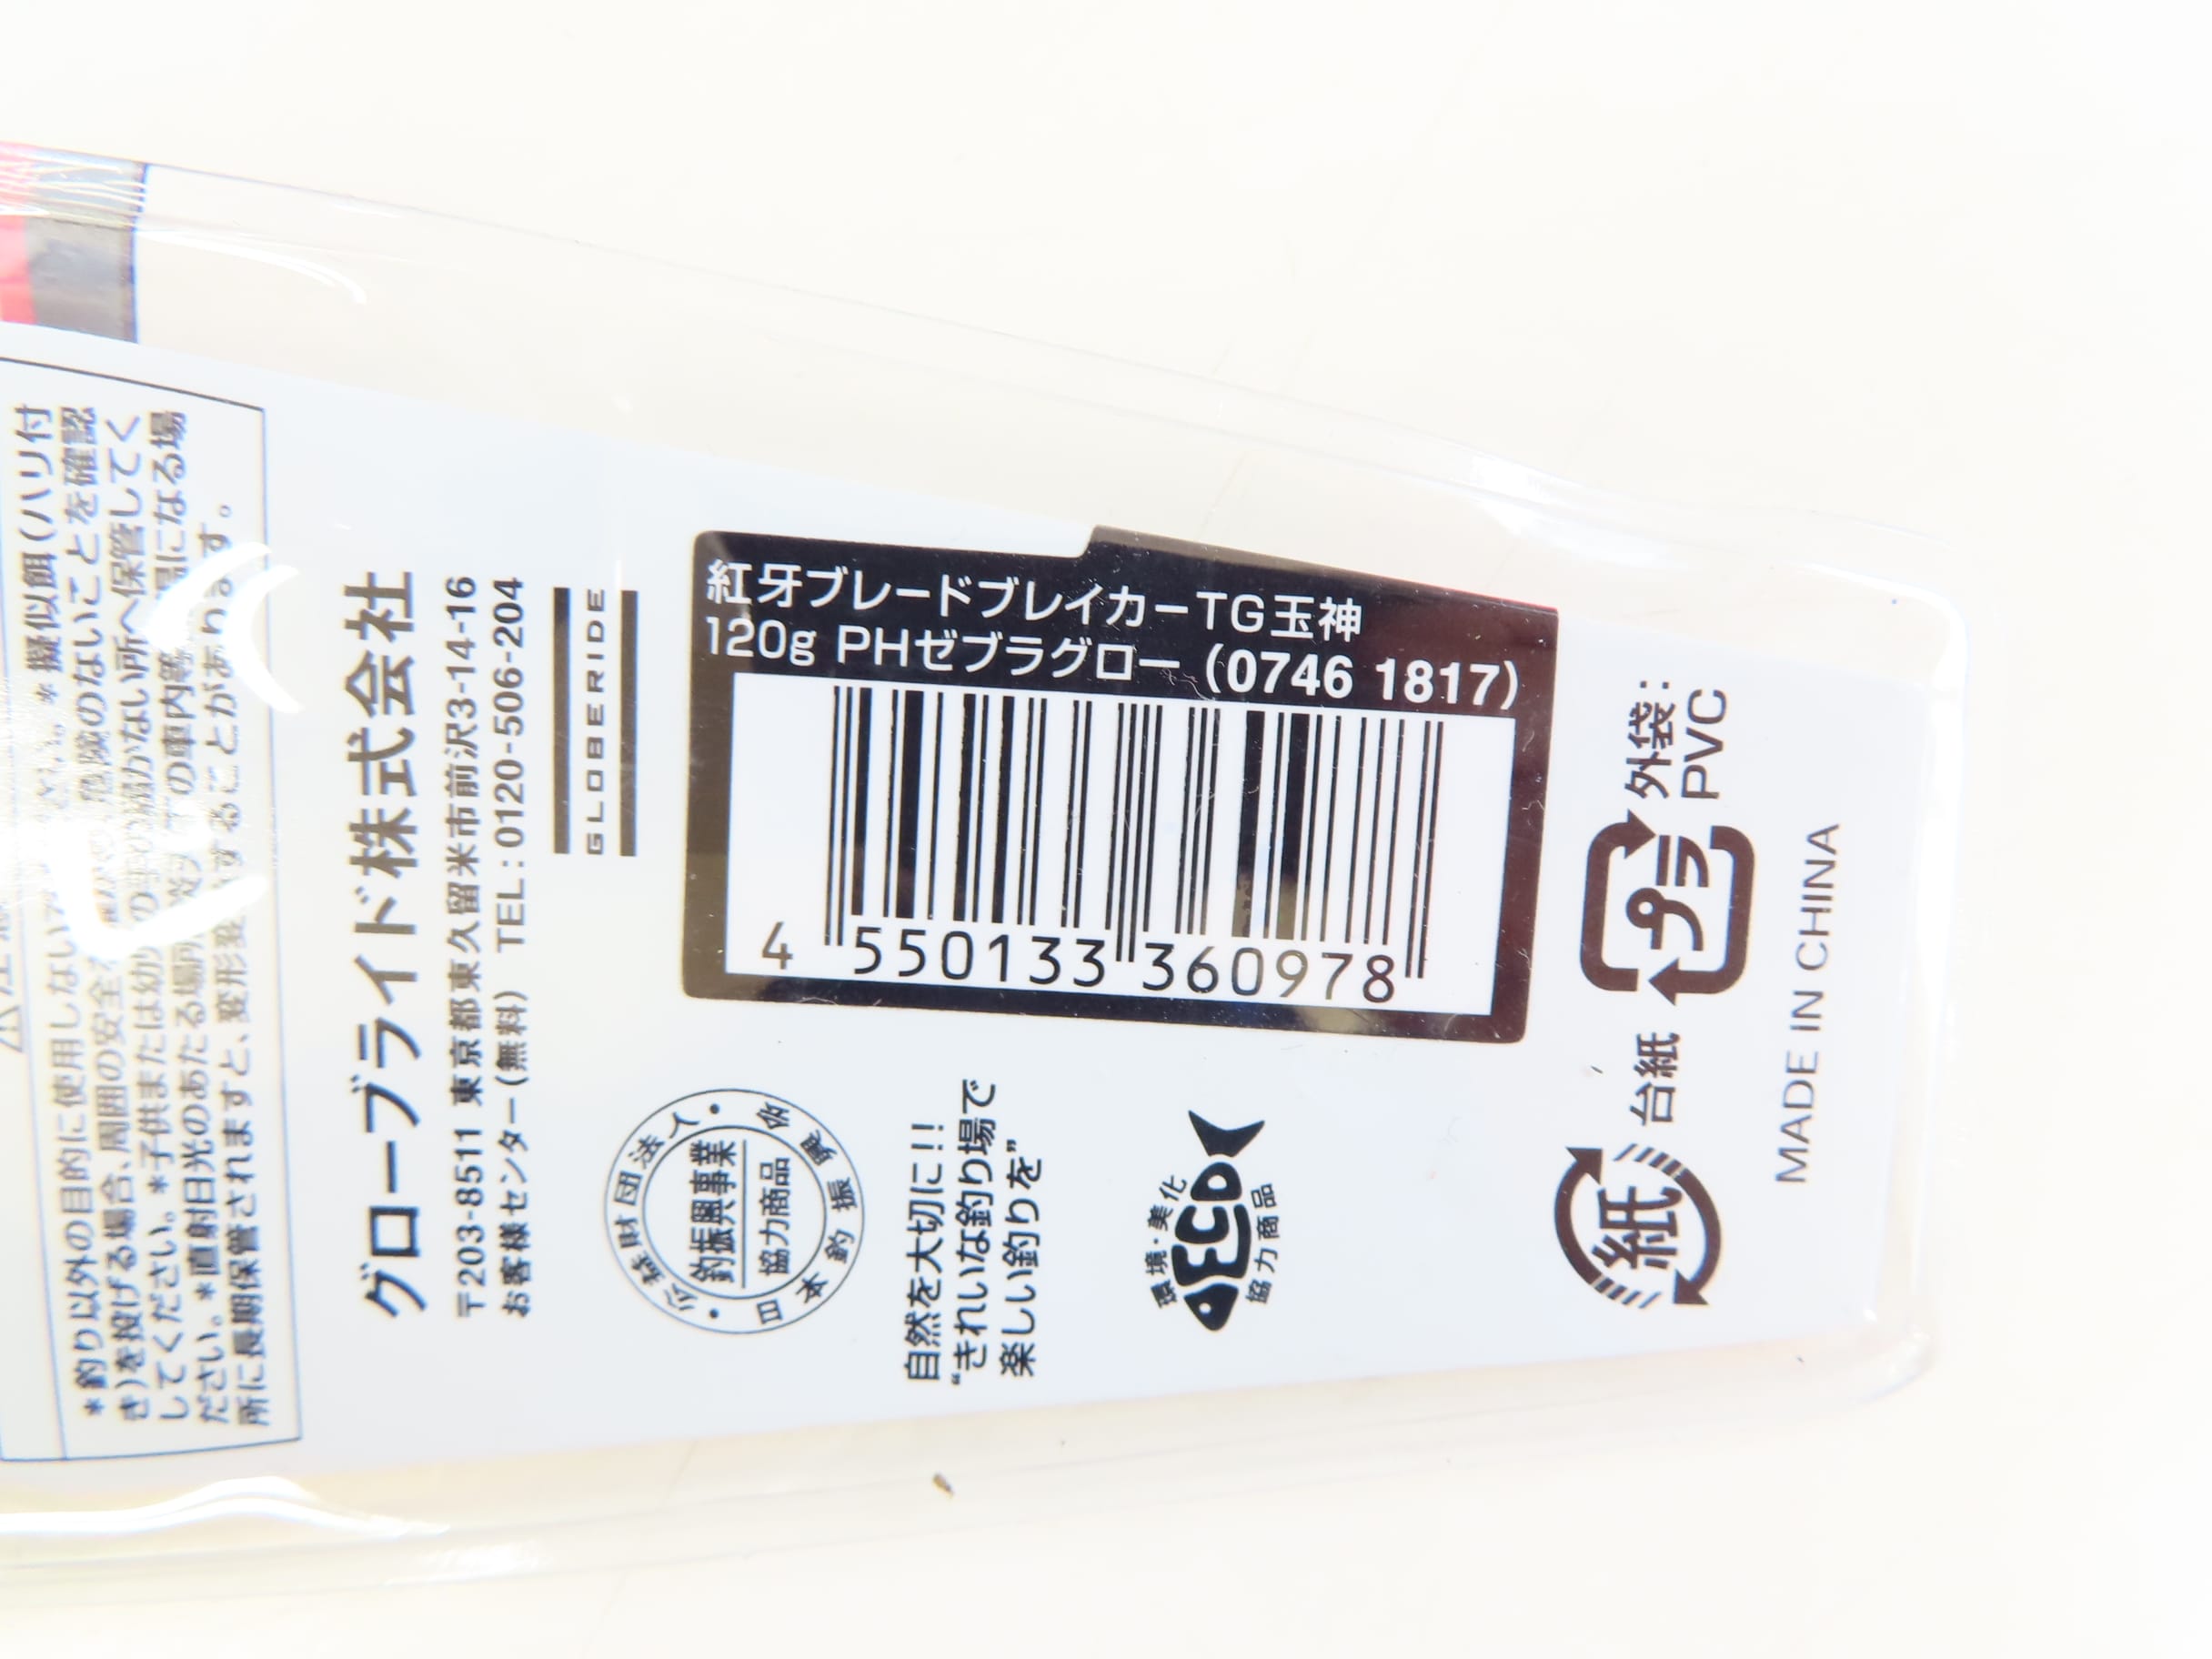 *釣り以外の目的に使用しない 擬似餌(ハリ付
き)を投げる場合、周囲の安全 危険のないことを確認
してください。*子供または幼 の手の届かない所へ保管してく
ださい。*直射日光のあたる場所 の車内等 になる場
所に長期保管されますと、変形 することがあります。
グローブライド株式会社
〒203-8511 東京都東久留米市前沢3-14-16
お客様センター(無料) TEL:0120-506-204
GLOBERIDE
紅牙ブレードブレイカーTG玉神
120g PHゼブラグロー (0746 1817)
4 550133 360978
公益財団法人
日本釣振興会
釣振興事業
協力商品
自然を大切に!!
“きれいな釣り場で
楽しい釣りを”
環境・美化
ECO
協力商品
紙 台紙
プラ 外袋:
PVC
MADE IN CHINA